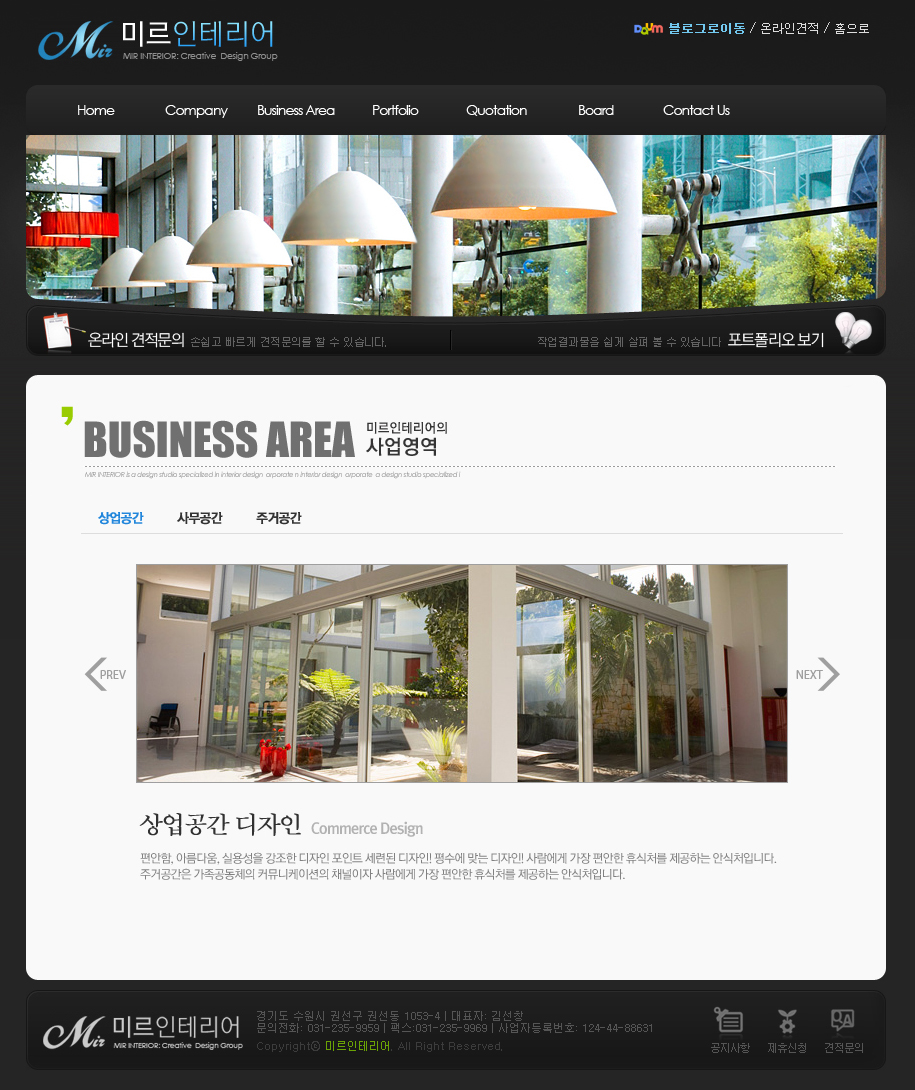 Mir 미르인테리어
MIR INTERIOR: Creative Design Group
Daum 블로그로이동 / 온라인견적 / 홈으로
Home Company Business Area Portfolio Quotation Board Contact Us
온라인 견적문의 손쉽고 빠르게 견적문의를 할 수 있습니다.
작업결과물을 쉽게 살펴 볼 수 있습니다 포트폴리오 보기
BUSINESS AREA 미르인테리어의
사업영역
MIR INTERIOR is a design studio specialized in interior design arporate n interior design arporate a design studio specialized i
상업공간 사무공간 주거공간
PREV
NEXT
상업공간 디자인 Commerce Design
편안함, 아름다움, 실용성을 강조한 디자인 포인트 세련된 디자인!! 평수에 맞는 디자인!! 사람에게 가장 편안한 휴식처를 제공하는 안식처입니다.
주거공간은 가족공동체의 커뮤니케이션의 채널이자 사람에게 가장 편안한 휴식처를 제공하는 안식처입니다.
Mir 미르인테리어
MIR INTERIOR: Creative Design Group
경기도 수원시 권선구 권선동 1053-4 | 대표자: 김선창
문의전화: 031-235-9959 | 팩스:031-235-9969 | 사업자등록번호: 124-44-88631
Copyright© 미르인테리어. All Right Reserved.
공지사항 제휴신청 견적문의